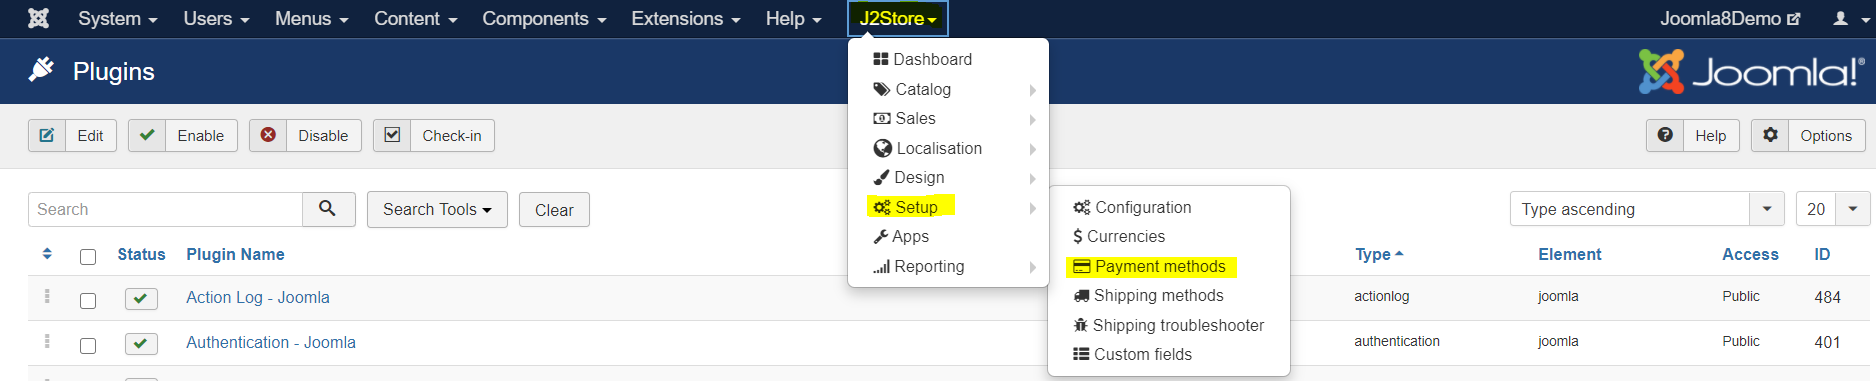 System Users Menus Content Components Extensions Help J2Store Joomla8Demo
Plugins
Joomla!®
Edit Enable Disable Check-in Help Options
Dashboard
Catalog
Sales
Localisation
Design
Setup
Apps
Reporting
Configuration
Currencies
Payment methods
Shipping methods
Shipping troubleshooter
Custom fields
Search Search Tools Clear Type ascending 20
Status Plugin Name Type Element Access ID
Action Log - Joomla actionlog joomla Public 484
Authentication - Joomla authentication joomla Public 401